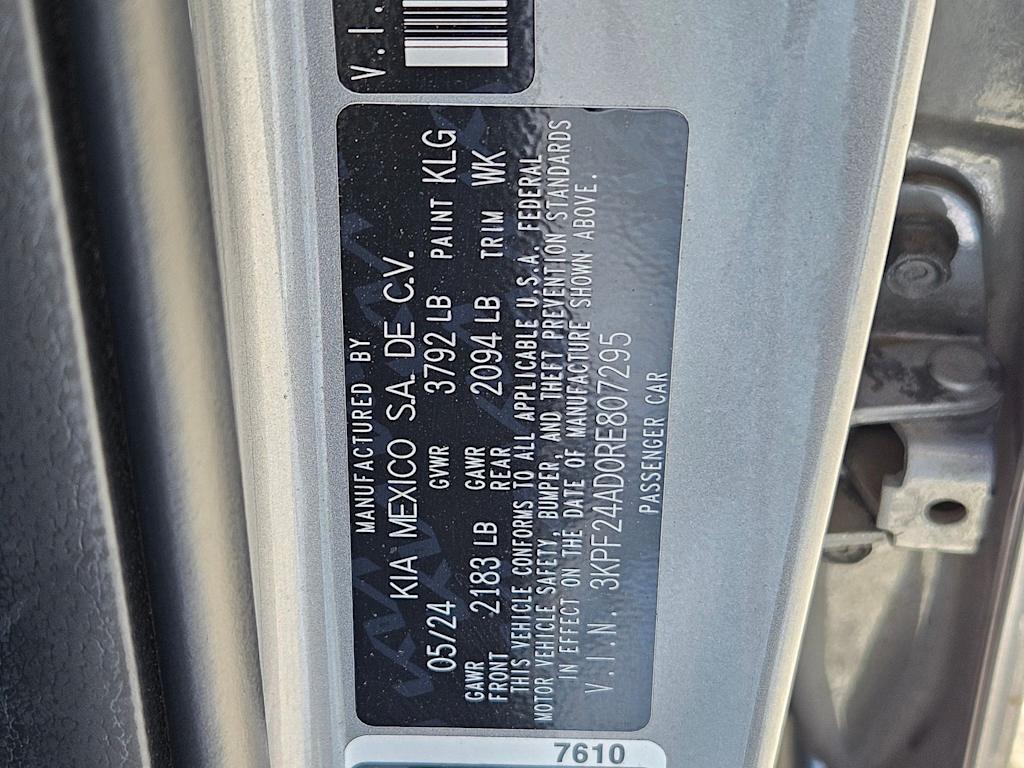 V.I.
MANUFACTURED BY
KIA MEXICO S.A. DE C.V.
05/24 GVWR 3792 LB PAINT KLG
GAWR FRONT 2183 LB GAWR REAR 2094 LB TRIM WK
THIS VEHICLE CONFORMS TO ALL APPLICABLE U.S.A. FEDERAL
MOTOR VEHICLE SAFETY, BUMPER, AND THEFT PREVENTION STANDARDS
IN EFFECT ON THE DATE OF MANUFACTURE SHOWN ABOVE.
V.I.N. 3KPF24AD0RE807295
PASSENGER CAR
7610